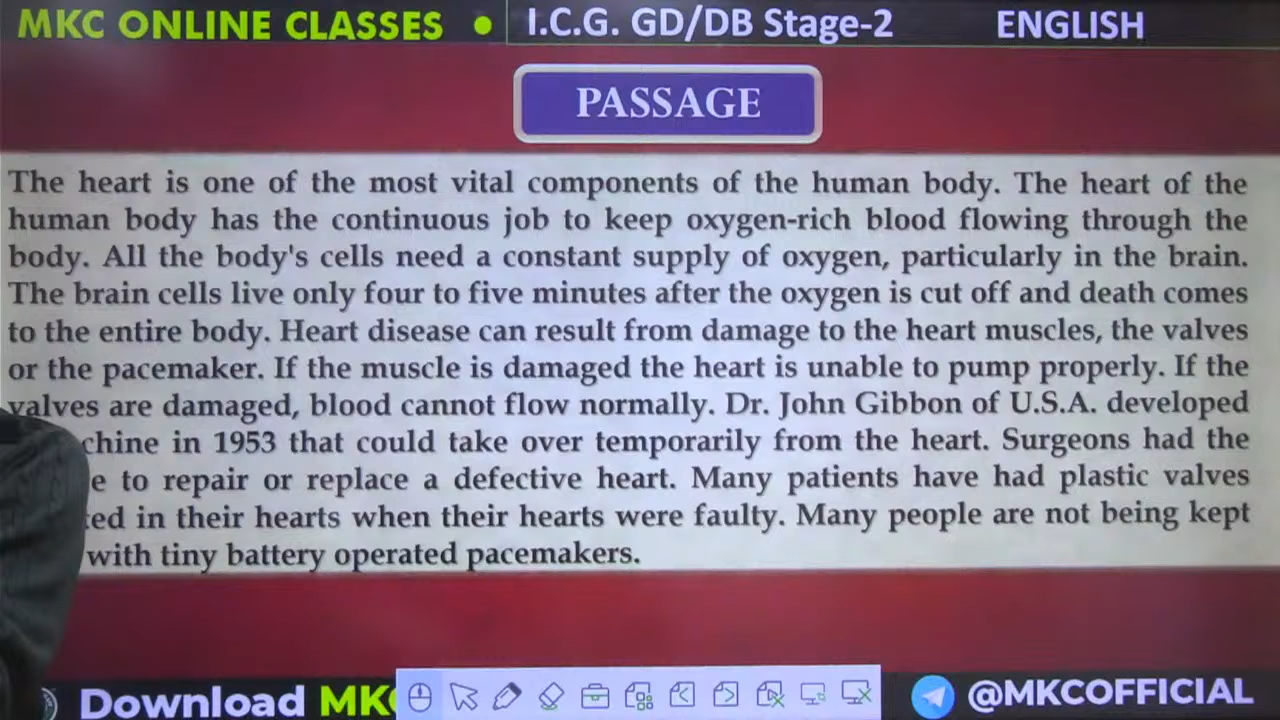 MKC ONLINE CLASSES • I.C.G. GD/DB Stage-2 ENGLISH
PASSAGE
The heart is one of the most vital components of the human body. The heart of the
human body has the continuous job to keep oxygen-rich blood flowing through the
body. All the body's cells need a constant supply of oxygen, particularly in the brain.
The brain cells live only four to five minutes after the oxygen is cut off and death comes
to the entire body. Heart disease can result from damage to the heart muscles, the valves
or the pacemaker. If the muscle is damaged the heart is unable to pump properly. If the
valves are damaged, blood cannot flow normally. Dr. John Gibbon of U.S.A. developed
chine in 1953 that could take over temporarily from the heart. Surgeons had the
e to repair or replace a defective heart. Many patients have had plastic valves
ted in their hearts when their hearts were faulty. Many people are not being kept
with tiny battery operated pacemakers.
Download MK
@MKCOFFICIAL